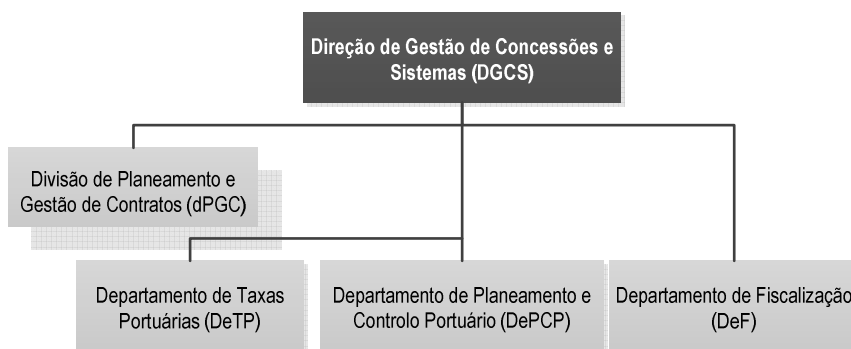 Direção de Gestão de Concessões e
Sistemas (DGCS)
Divisão de Planeamento e
Gestão de Contratos (dPGC)
Departamento de Taxas
Portuárias (DeTP)
Departamento de Planeamento e
Controlo Portuário (DePCP)
Departamento de Fiscalização
(DeF)